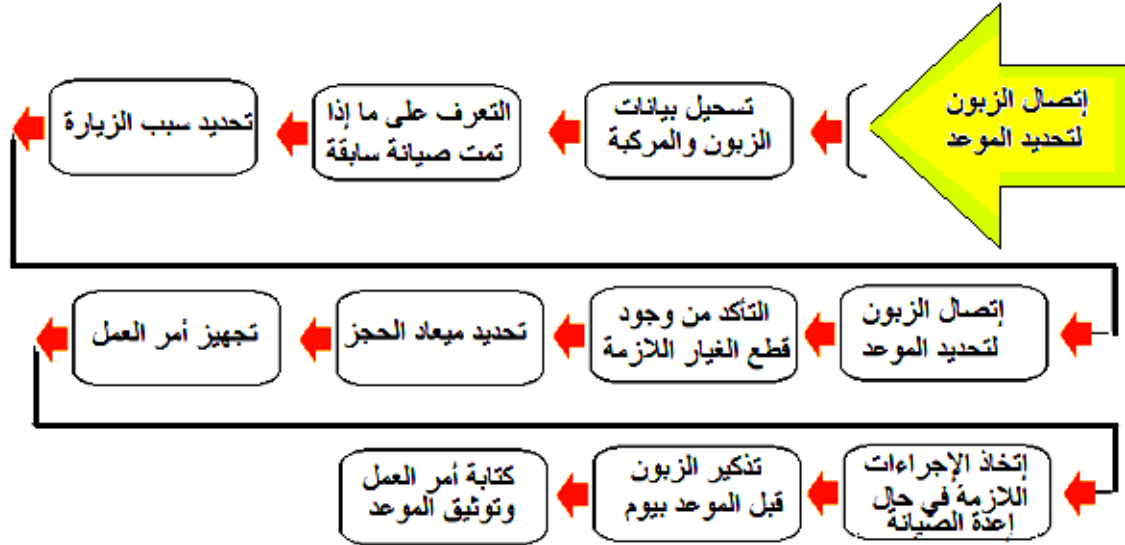 إتصال الزبون
لتحديد الموعد
تسحيل بيانات
الزبون والمركبة
التعرف على ما إذا
تمت صيانة سابقة
تحديد سبب الزيارة
إتصال الزبون
لتحديد الموعد
التأكد من وجود
قطع الغيار اللازمة
تحديد ميعاد الحجز
تجهيز أمر العمل
إتخاذ الإجراءات
اللازمة في حال
إعدة الصيانة
تذكير الزبون
قبل الموعد بيوم
كتابة أمر العمل
وتوثيق الموعد